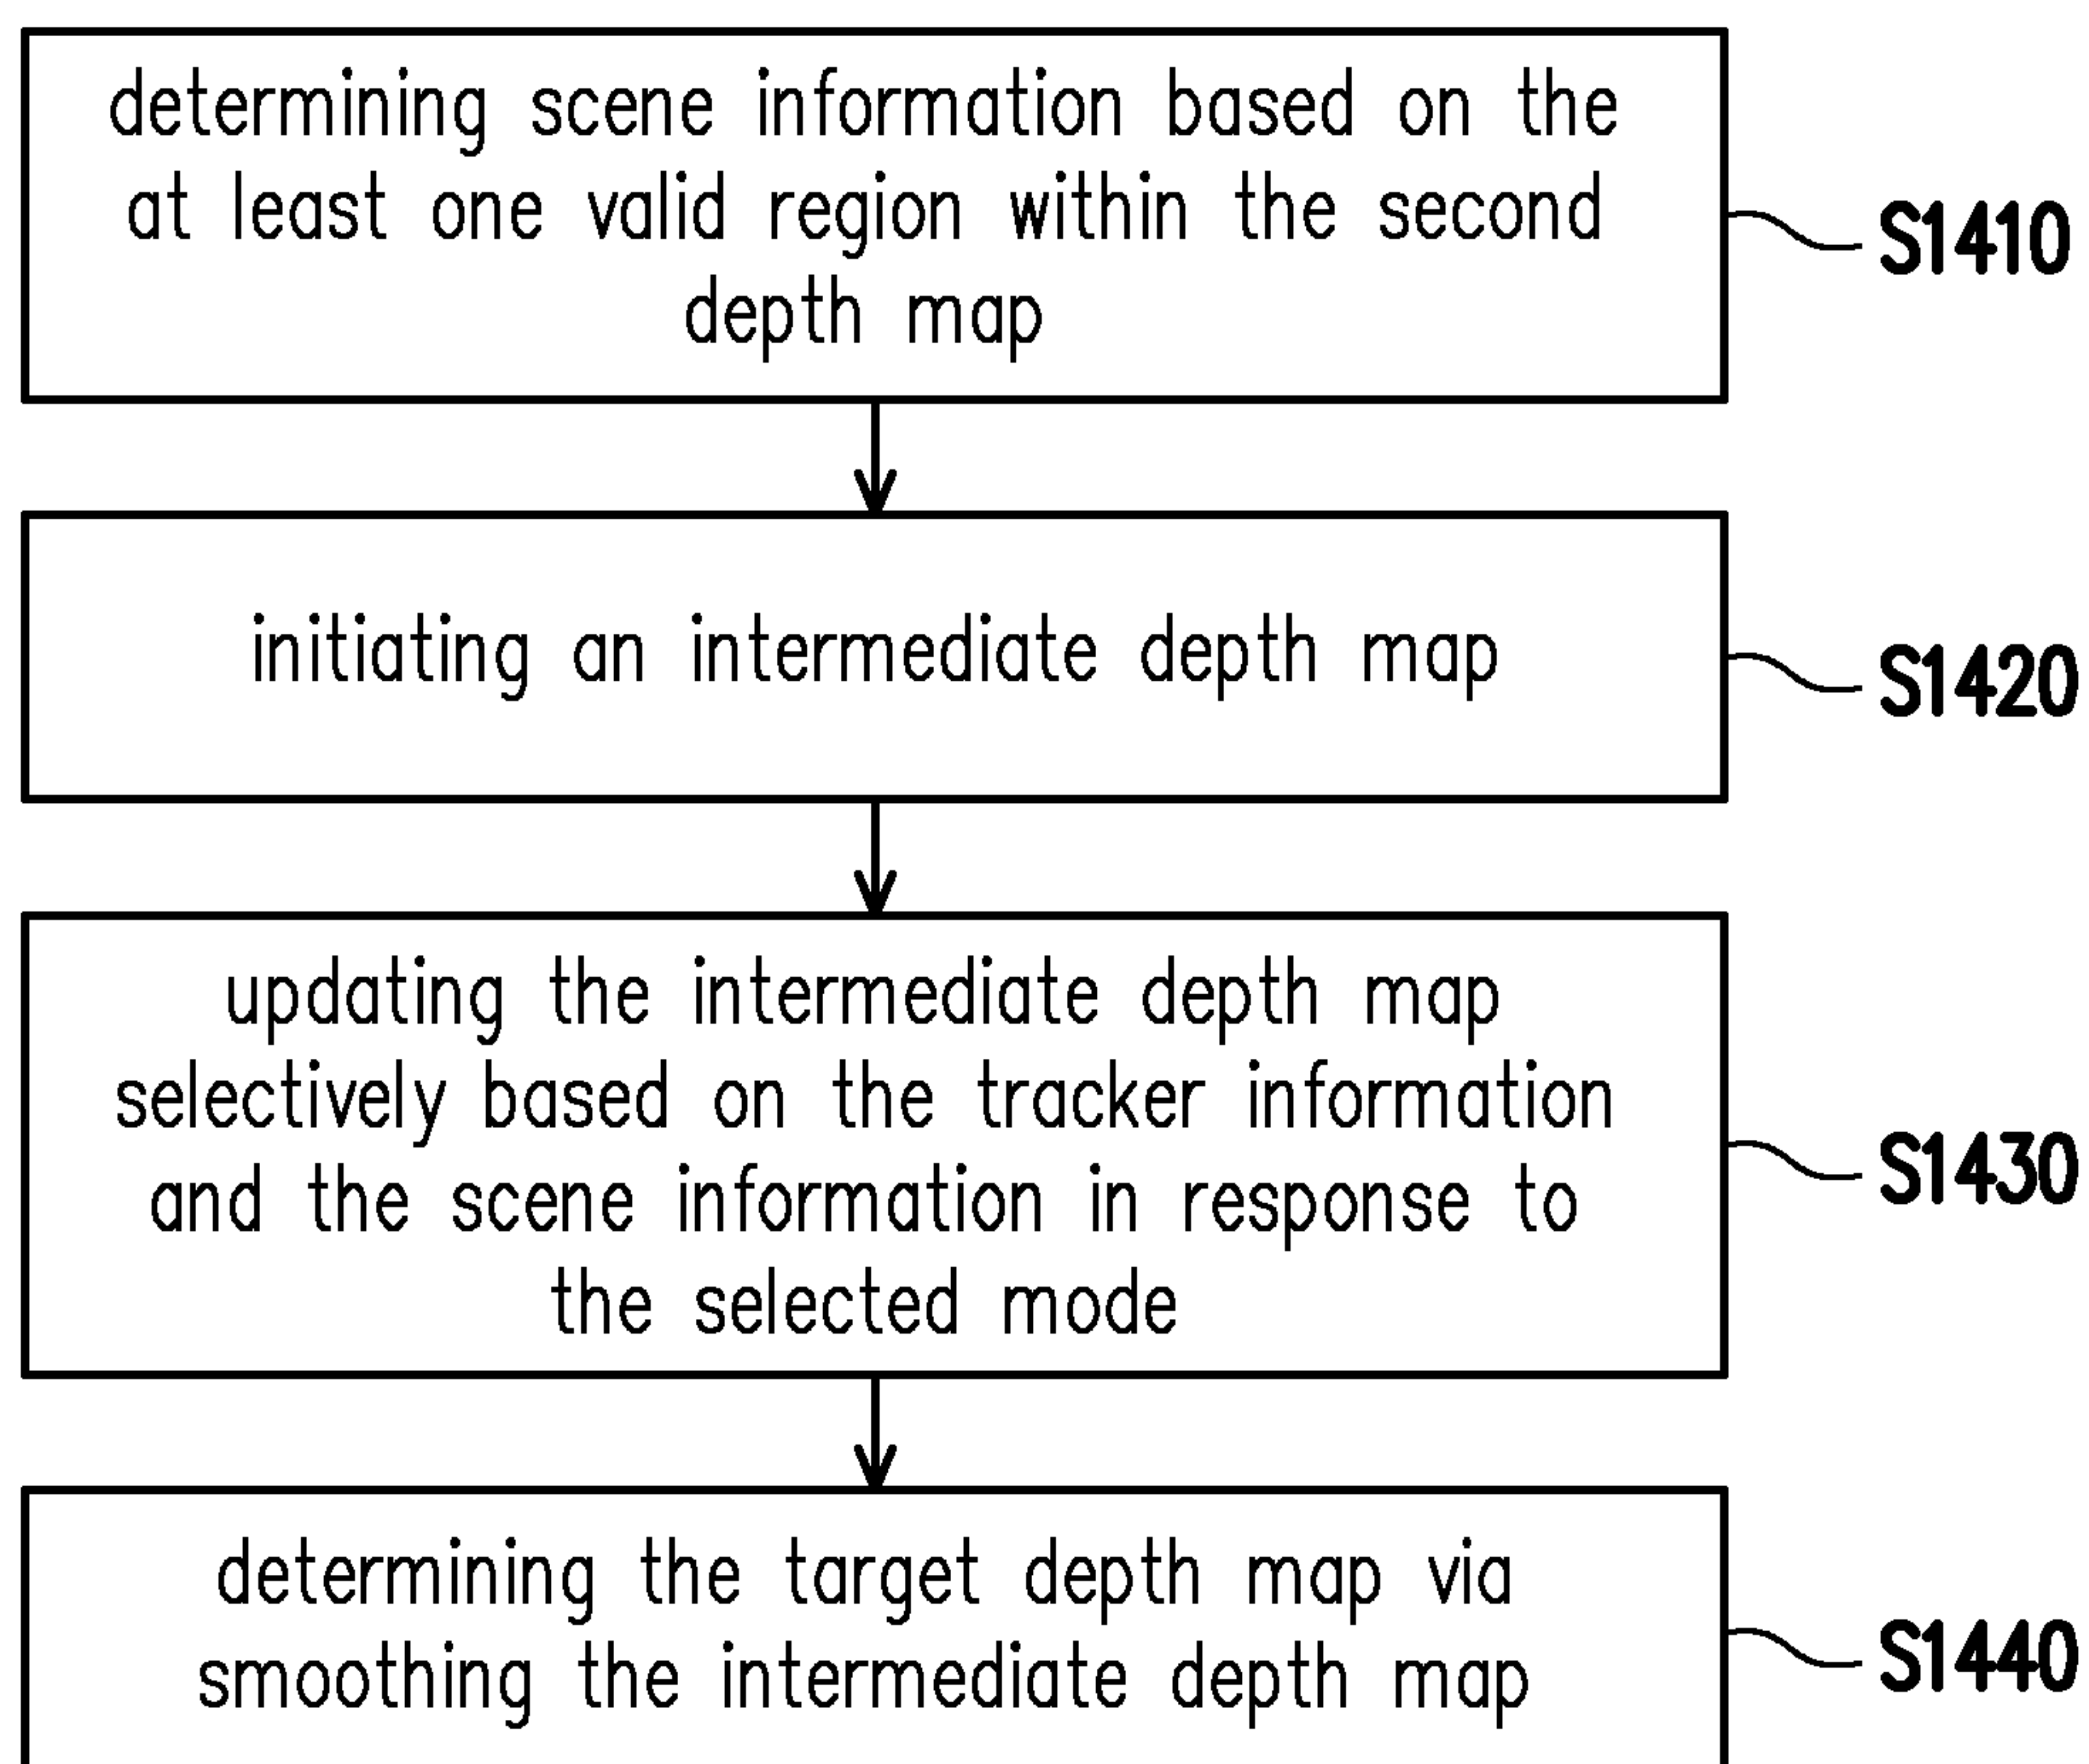 determining scene information based on the
at least one valid region within the second
depth map
S1410
initiating an intermediate depth map
S1420
updating the intermediate depth map
selectively based on the tracker information
and the scene information in response to
the selected mode
S1430
determining the target depth map via
smoothing the intermediate depth map
S1440